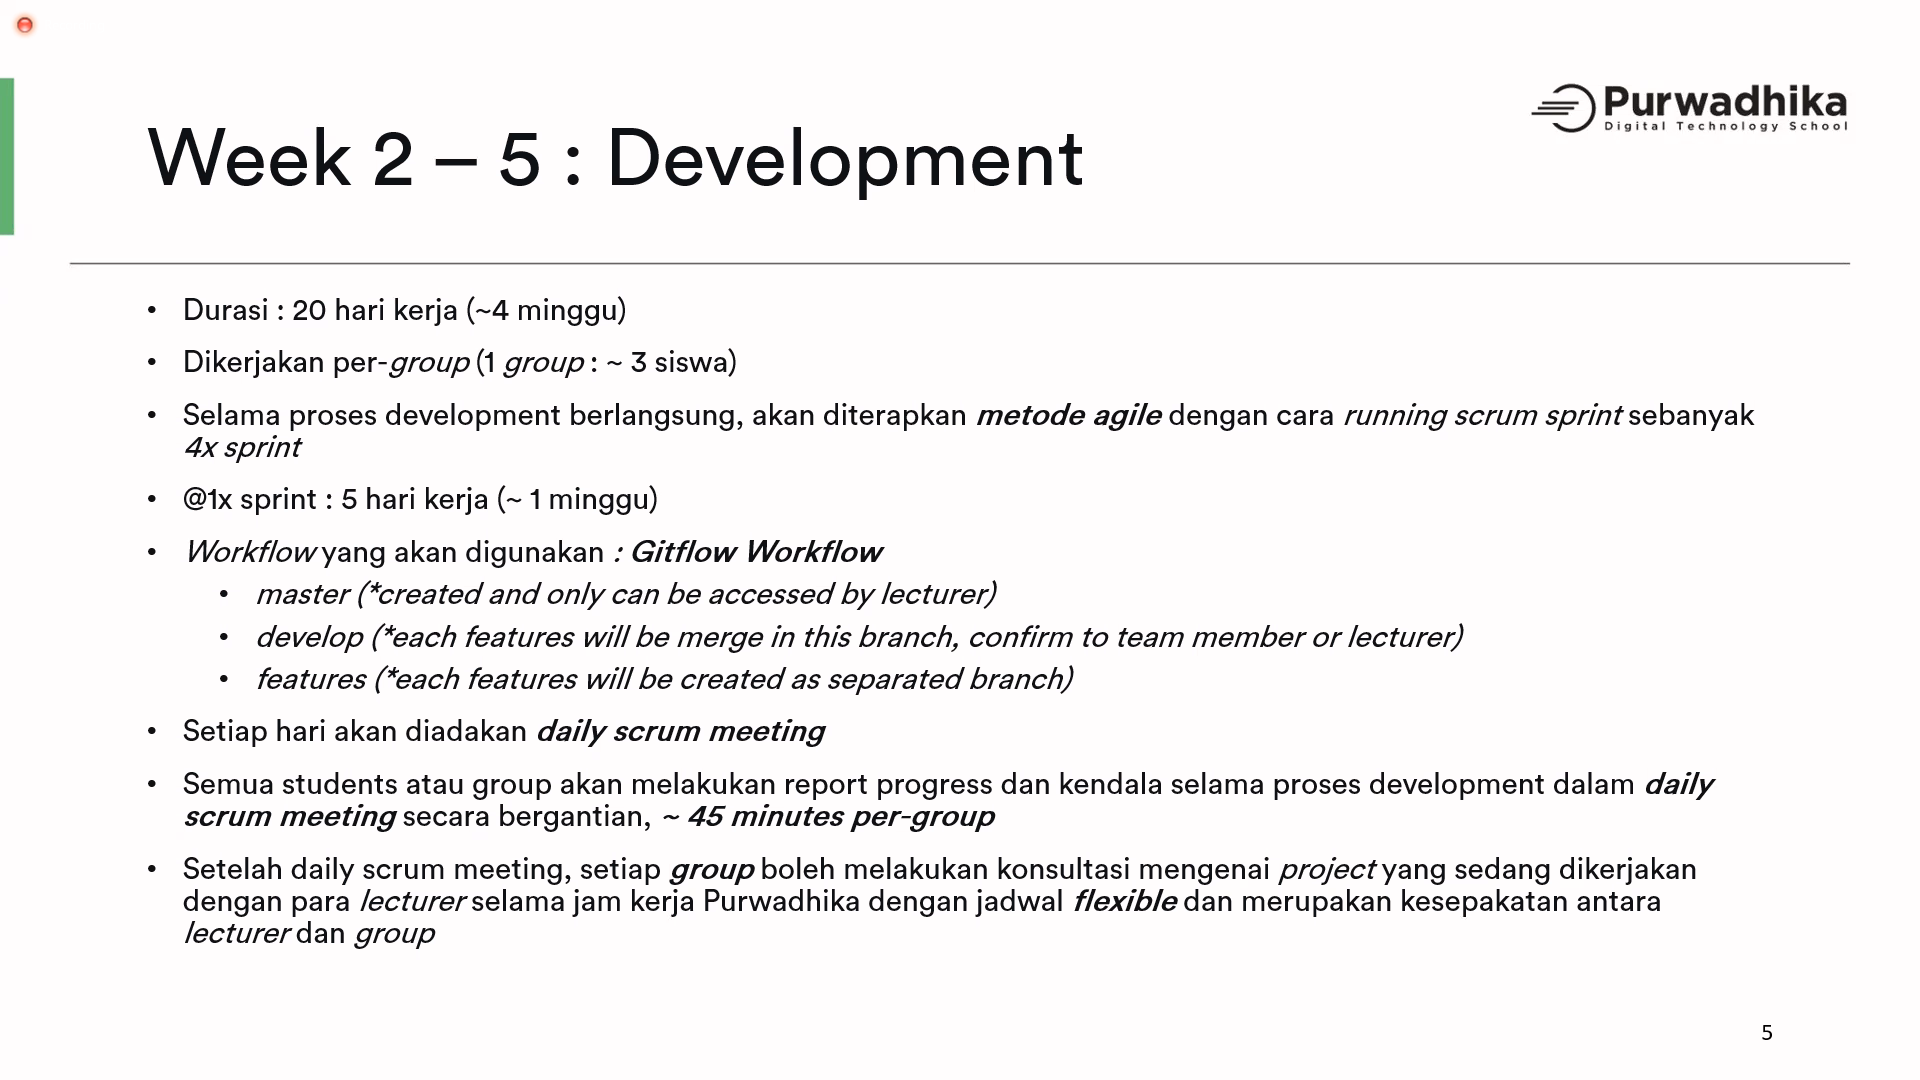 Purwadhika
Digital Technology School
Week 2 – 5 : Development
• Durasi : 20 hari kerja (~4 minggu)
• Dikerjakan per-group (1 group : ~ 3 siswa)
• Selama proses development berlangsung, akan diterapkan metode agile dengan cara running scrum sprint sebanyak
4x sprint
• @1x sprint : 5 hari kerja (~ 1 minggu)
• Workflow yang akan digunakan : Gitflow Workflow
• master (*created and only can be accessed by lecturer)
• develop (*each features will be merge in this branch, confirm to team member or lecturer)
• features (*each features will be created as separated branch)
• Setiap hari akan diadakan daily scrum meeting
• Semua students atau group akan melakukan report progress dan kendala selama proses development dalam daily
scrum meeting secara bergantian, ~ 45 minutes per-group
• Setelah daily scrum meeting, setiap group boleh melakukan konsultasi mengenai project yang sedang dikerjakan
dengan para lecturer selama jam kerja Purwadhika dengan jadwal flexible dan merupakan kesepakatan antara
lecturer dan group
5